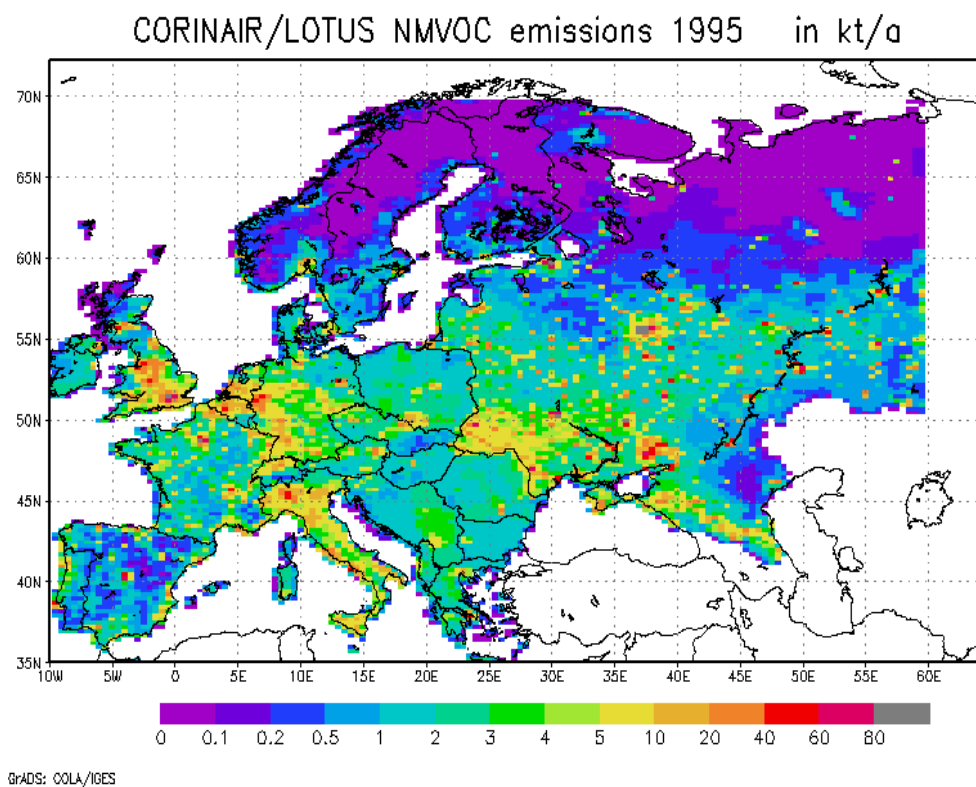 CORINAIR/LOTUS NMVOC emissions 1995 in kt/a
70N
65N
60N
55N
50N
45N
40N
35N
10W 5W 0 5E 10E 15E 20E 25E 30E 35E 40E 45E 50E 55E 60E
1
0 0.1 0.2 0.5 1 2 3 4 5 10 20 40 60 80
GrADS: COLA/IGES